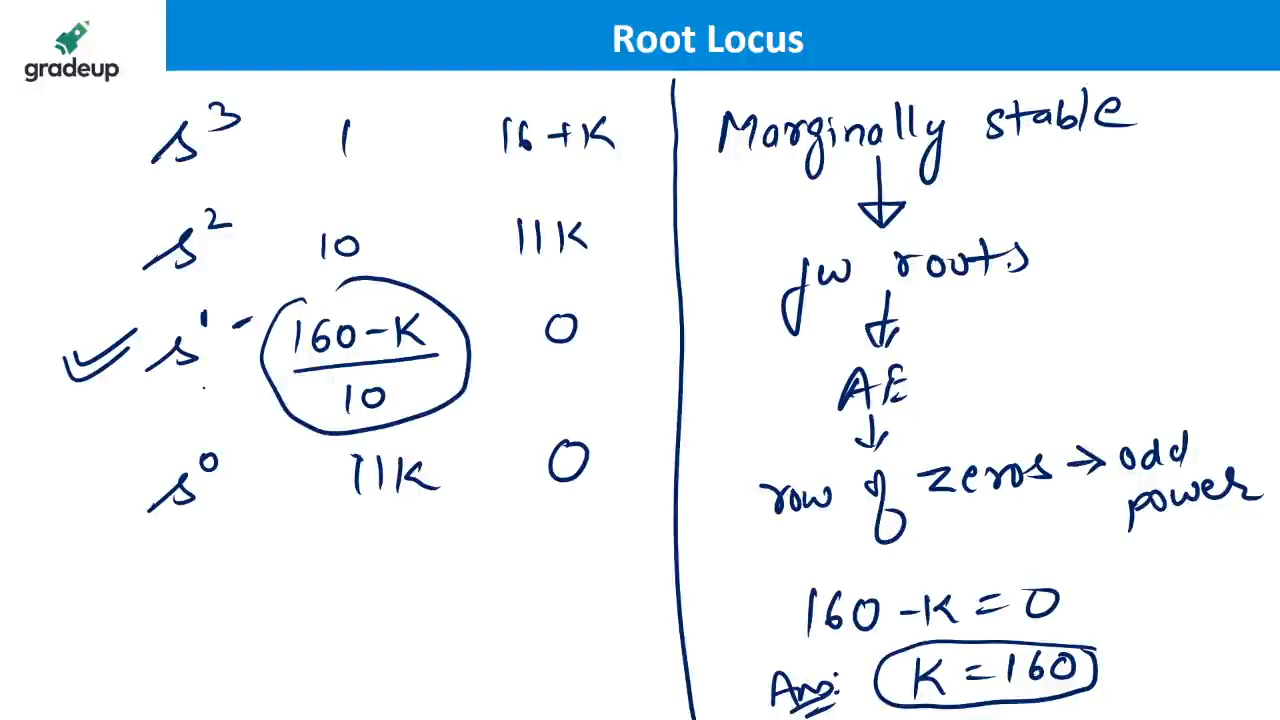 gradeup
Root Locus
s³ 1 16+K
s² 10 11K
s¹ - 160-K/10 0
s⁰ 11K 0
Marginally stable
↓
jw roots
↓
AE
↓
row of zeros → odd
power
160-K=0
Ans: K=160